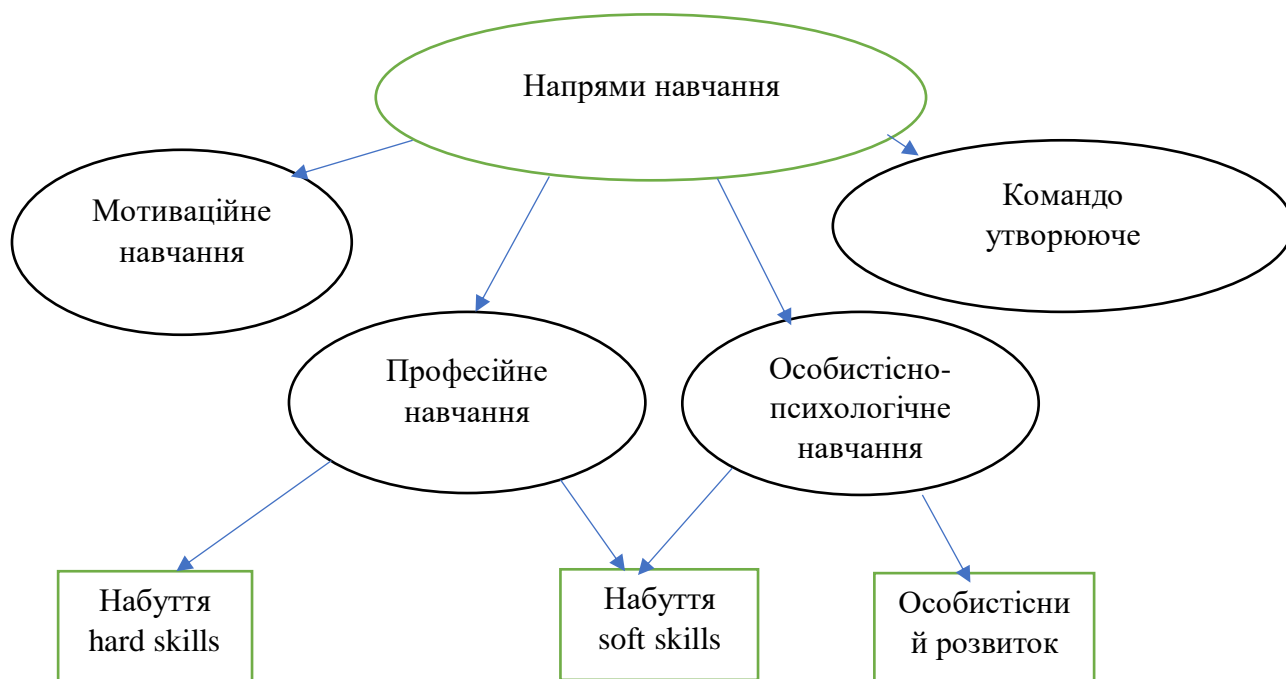 Напрями навчання
Мотиваційне
навчання
Командо
утворююче
Професійне
навчання
Особистісно-
психологічне
навчання
Набуття
hard skills
Набуття
soft skills
Особистісни
й розвиток